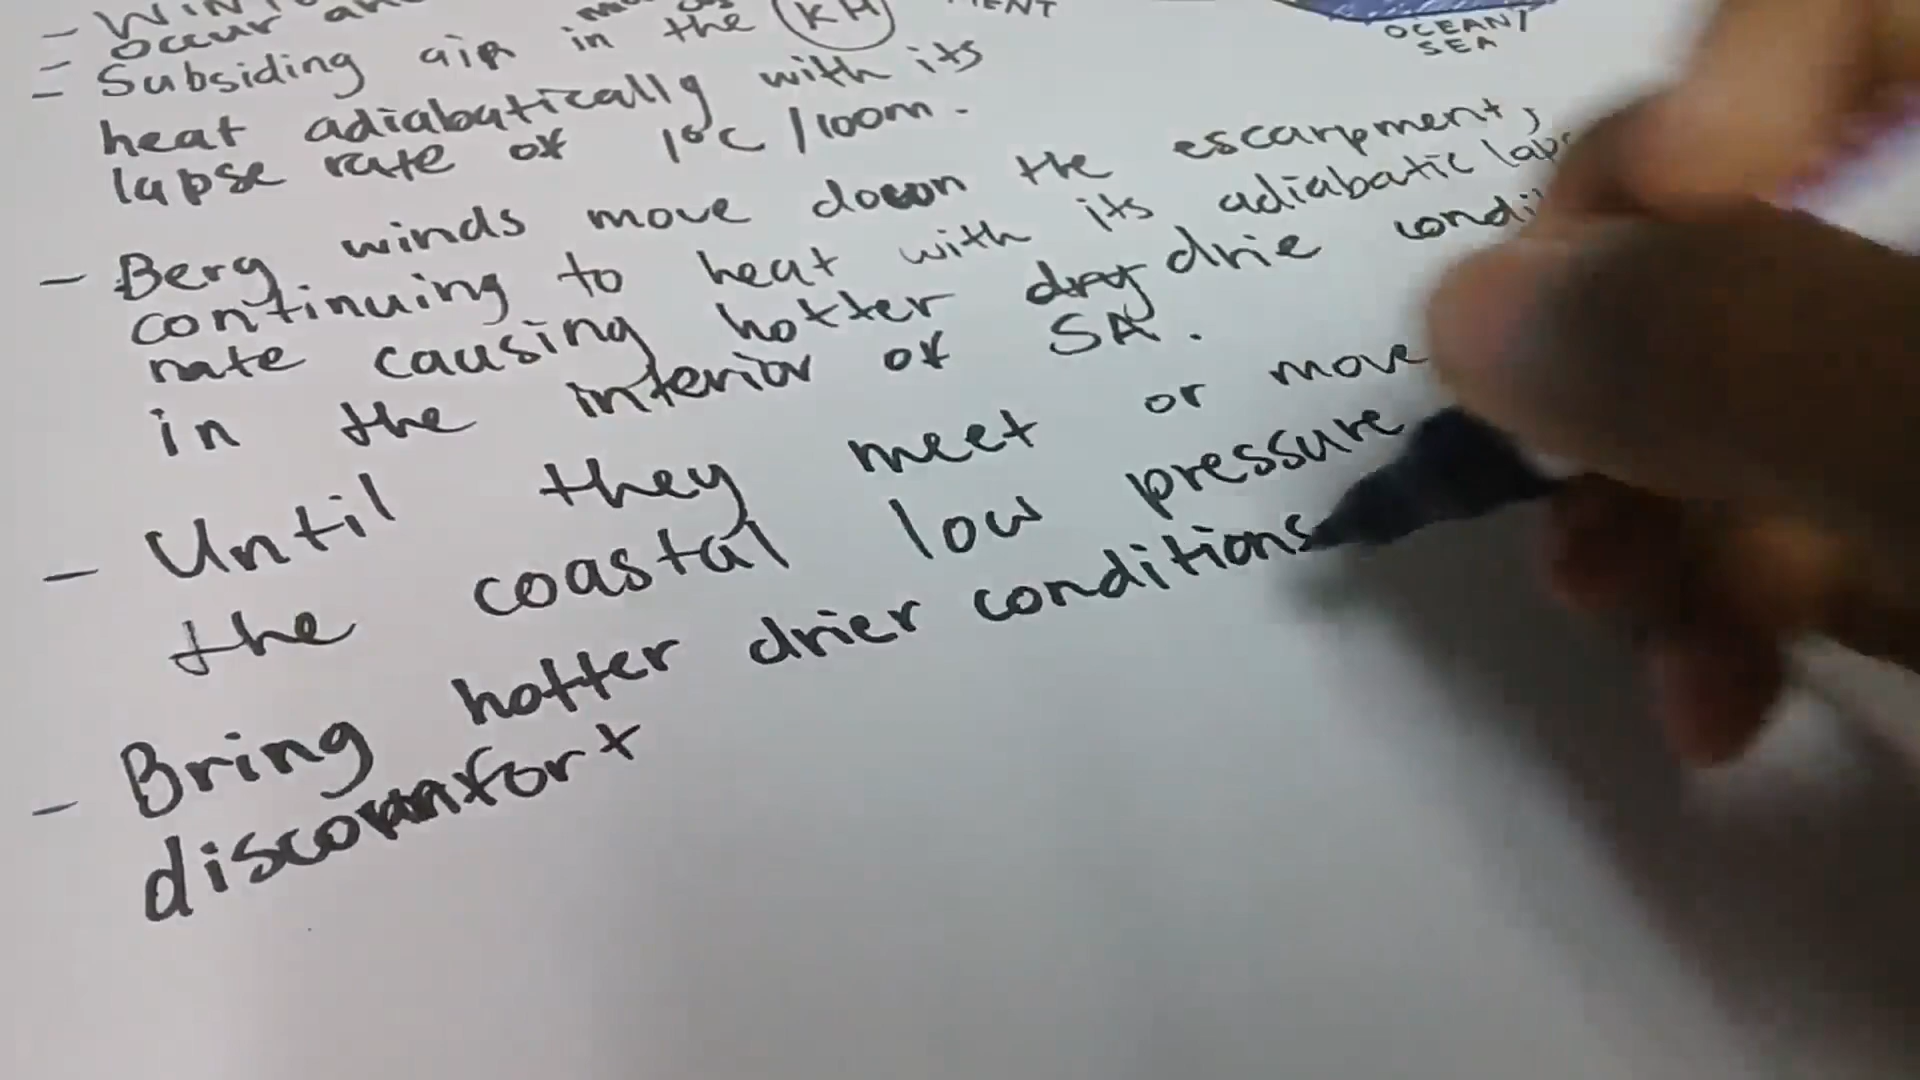 occur
- Subsiding air in the KH
heat adiabatically with its
lapse rate of 1°C /100m.
- Berg winds move down the escarpment,
continuing to heat with its adiabatic
rate causing hotter dry drie
in the interior of SA.
- Until they meet or move
the coastal low pressure
- Bring hotter drier conditions
discomfort
OCEAN/
SEA